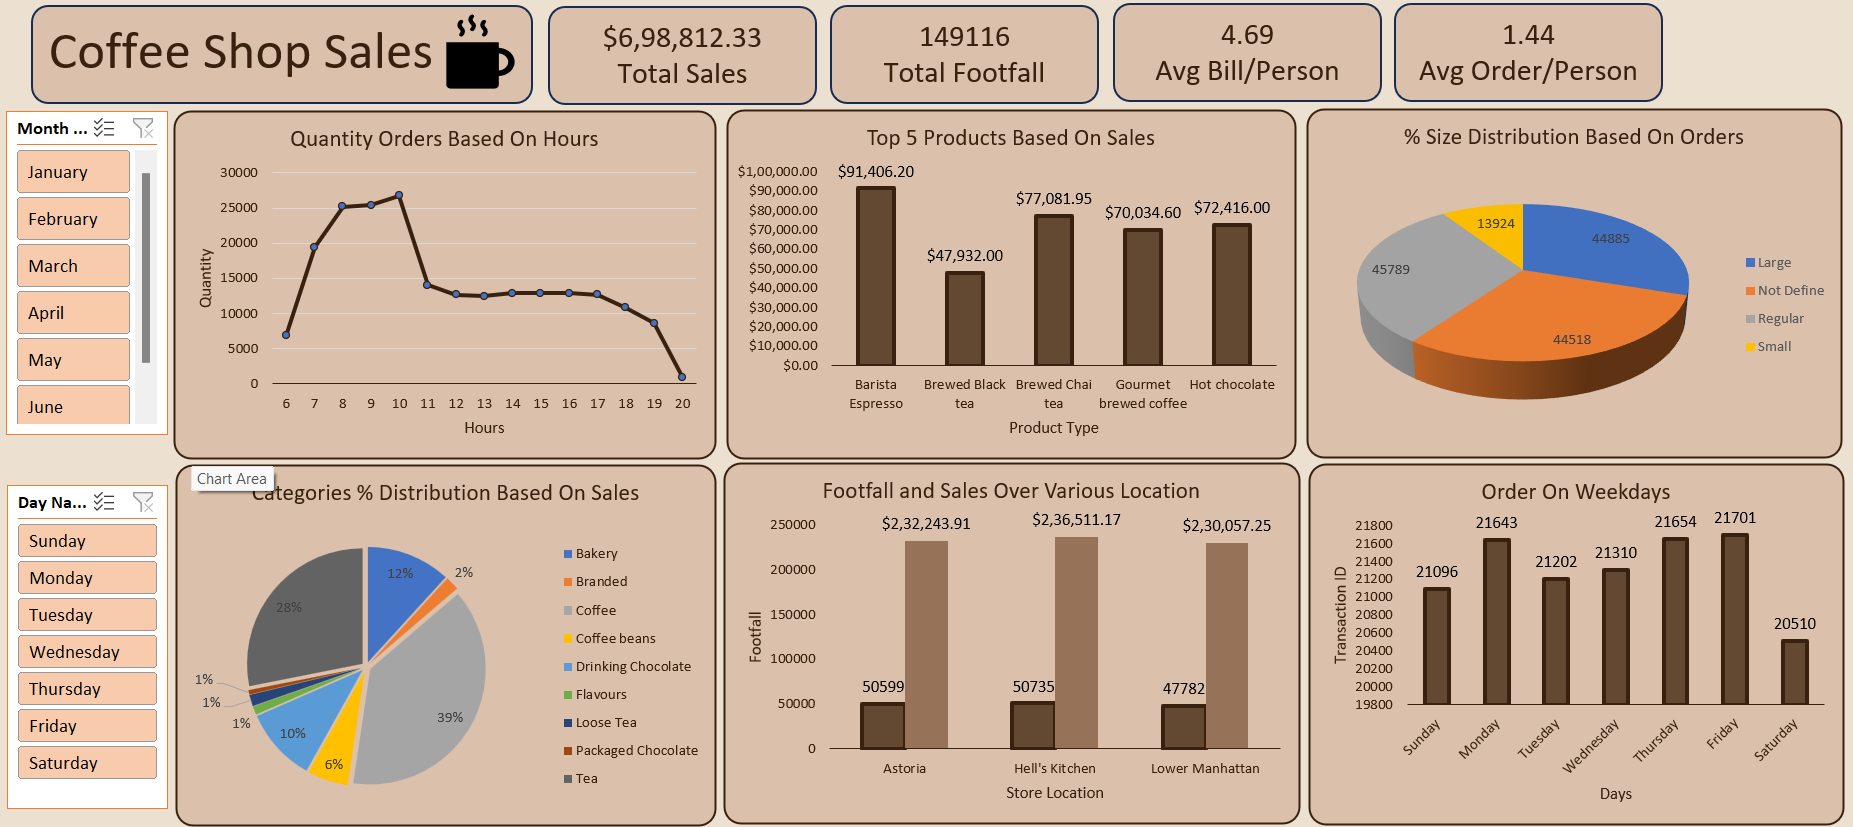 Coffee Shop Sales
$6,98,812.33
Total Sales
149116
Total Footfall
4.69
Avg Bill/Person
1.44
Avg Order/Person
Month ...
January
February
March
April
May
June
Quantity Orders Based On Hours
30000
25000
20000
15000
10000
5000
0
Quantity
6 7 8 9 10 11 12 13 14 15 16 17 18 19 20
Hours
Top 5 Products Based On Sales
$1,00,000.00
$90,000.00
$80,000.00
$70,000.00
$60,000.00
$50,000.00
$40,000.00
$30,000.00
$20,000.00
$10,000.00
$0.00
$91,406.20
$47,932.00
$77,081.95
$70,034.60
$72,416.00
Barista Espresso
Brewed Black tea
Brewed Chai tea
Gourmet brewed coffee
Hot chocolate
Product Type
% Size Distribution Based On Orders
13924
44885
45789
44518
Large
Not Define
Regular
Small
Day Na...
Sunday
Monday
Tuesday
Wednesday
Thursday
Friday
Saturday
Chart Area
Categories % Distribution Based On Sales
12%
2%
28%
1%
1%
1%
10%
6%
39%
Bakery
Branded
Coffee
Coffee beans
Drinking Chocolate
Flavours
Loose Tea
Packaged Chocolate
Tea
Footfall and Sales Over Various Location
250000
200000
150000
100000
50000
0
Footfall
$2,32,243.91
$2,36,511.17
$2,30,057.25
50599
50735
47782
Astoria
Hell's Kitchen
Lower Manhattan
Store Location
Order On Weekdays
21800
21600
21400
21200
21000
20800
20600
20400
20200
20000
19800
Transaction ID
21096
21643
21202
21310
21654
21701
20510
Sunday
Monday
Tuesday
Wednesday
Thursday
Friday
Saturday
Days